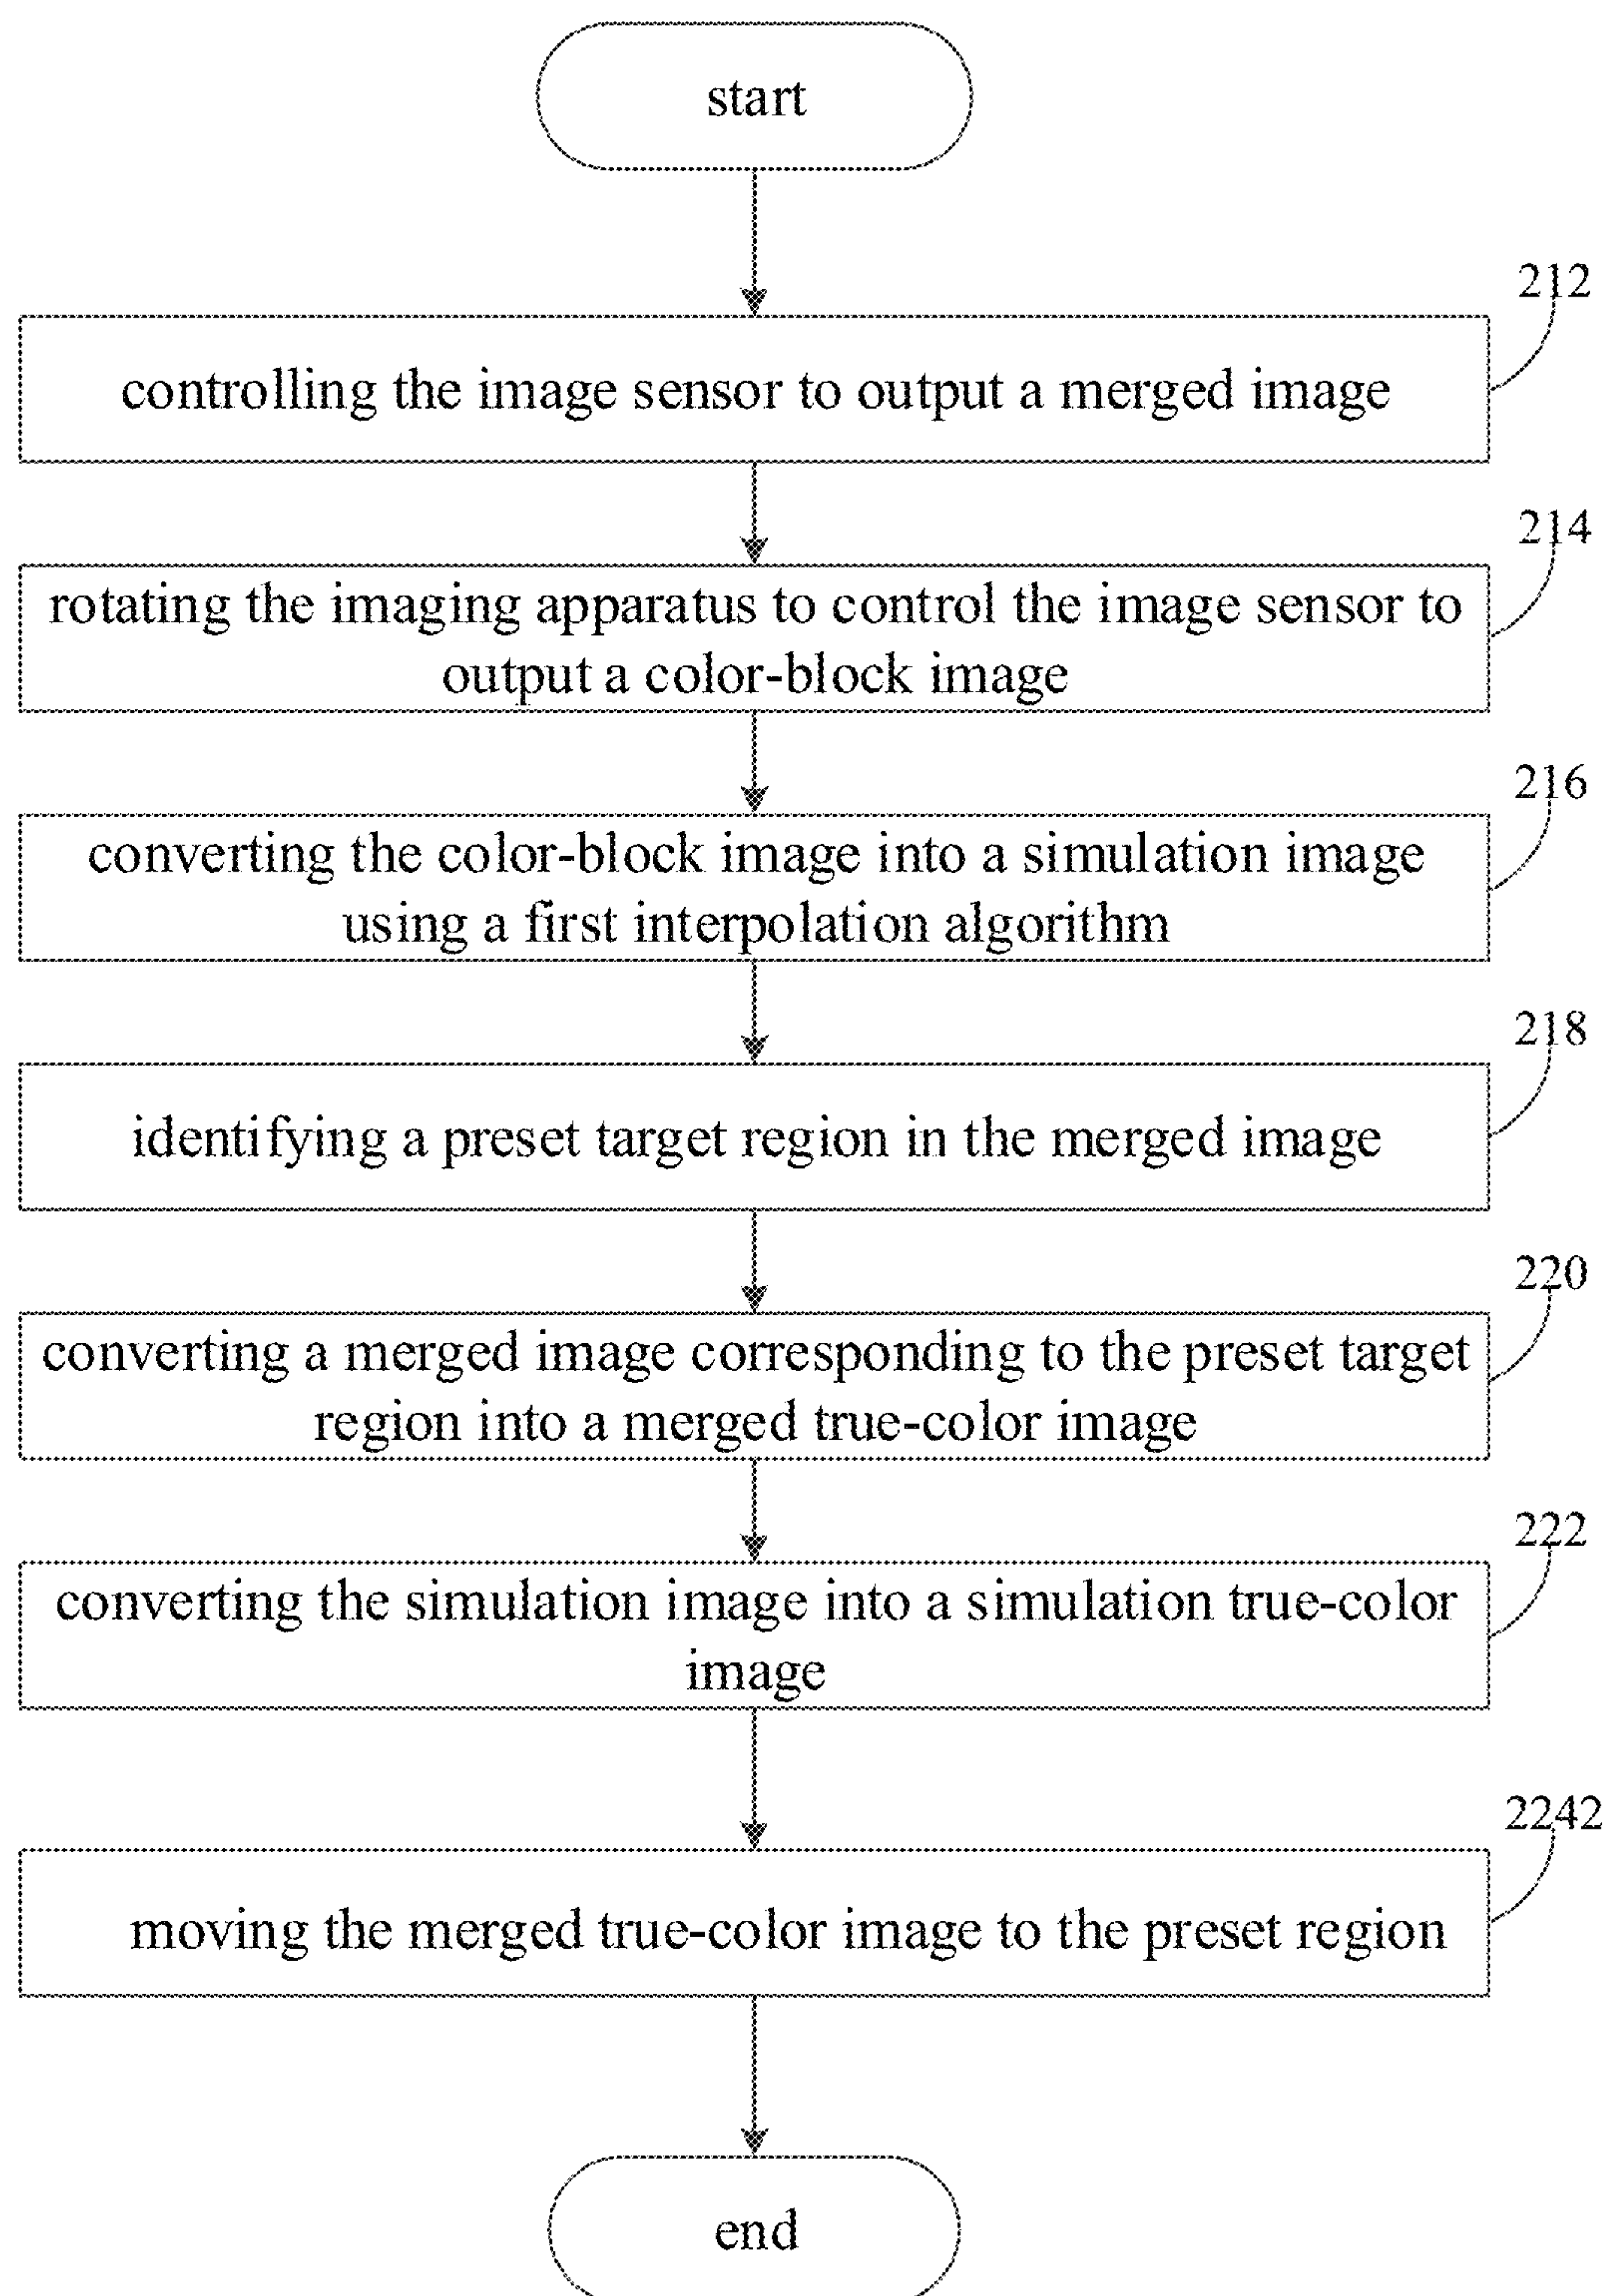 start
212
controlling the image sensor to output a merged image
214
rotating the imaging apparatus to control the image sensor to
output a color-block image
216
converting the color-block image into a simulation image
using a first interpolation algorithm
218
identifying a preset target region in the merged image
220
converting a merged image corresponding to the preset target
region into a merged true-color image
222
converting the simulation image into a simulation true-color
image
2242
moving the merged true-color image to the preset region
end